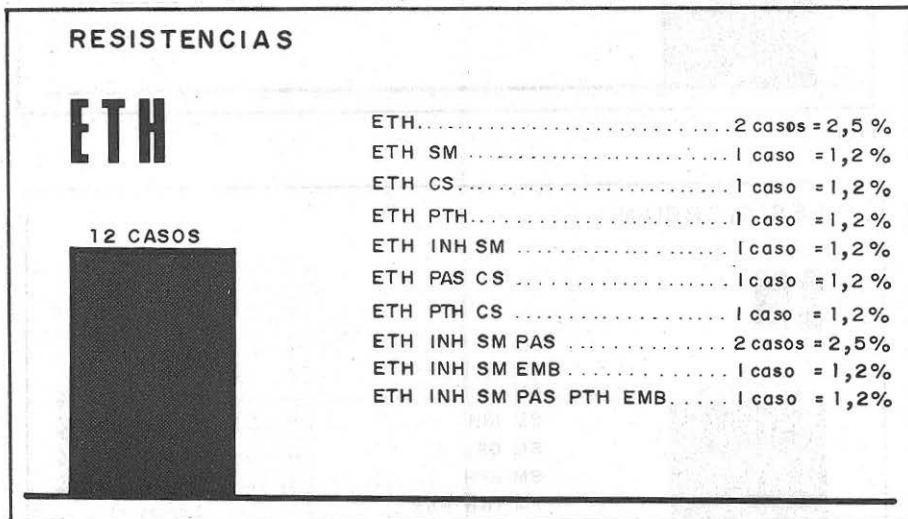 RESISTENCIAS
ETH
12 CASOS
ETH............................2 casos = 2,5 %
ETH SM .......................1 caso = 1,2%
ETH CS........................1 caso = 1,2%
ETH PTH.......................1 caso = 1,2%
ETH INH SM ..................1 caso = 1,2%
ETH PAS CS ..................1 caso = 1,2%
ETH PTH CS ..................1 caso = 1,2%
ETH INH SM PAS ..............2 casos = 2,5%
ETH INH SM EMB..............1 caso = 1,2%
ETH INH SM PAS PTH EMB.....1 caso = 1,2%